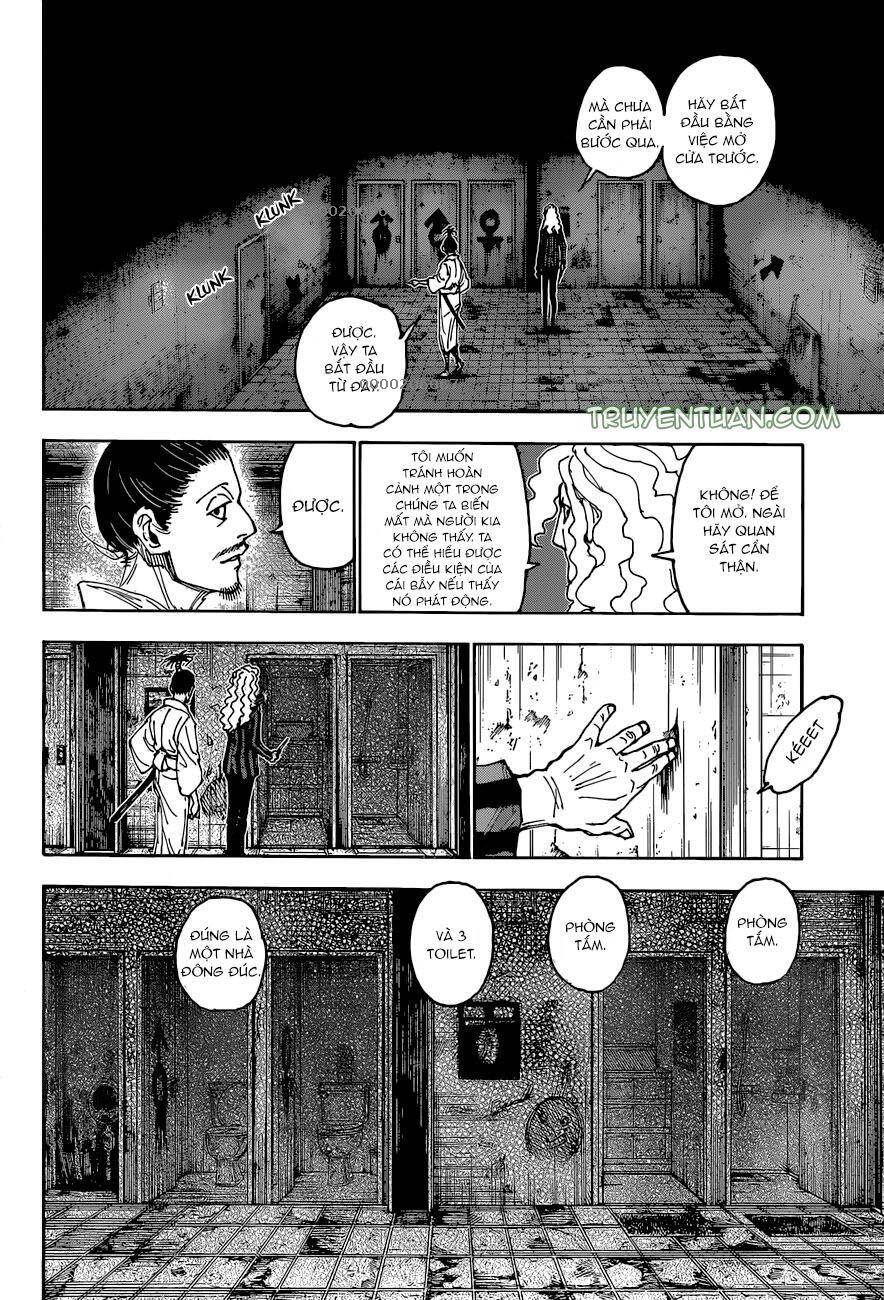 HÃY BẮT
ĐẦU BẰNG
VIỆC MỞ
CỬA TRƯỚC.
MÀ CHƯA
CẦN PHẢI
BƯỚC QUA.
KLUNK
KLUNK
ĐƯỢC.
VẬY TA
BẮT ĐẦU
TỪ ĐÂY.
TRUYENTUAN.COM
KHÔNG! ĐỂ
TÔI MỞ. NGÀI
HÃY QUAN
SÁT CẨN
THẬN.
TÔI MUỐN
TRÁNH HOÀN
CẢNH MỘT TRONG
CHÚNG TA BIẾN
MẤT MÀ NGƯỜI KIA
KHÔNG THẤY. TA
CÓ THỂ HIỂU ĐƯỢC
CÁC ĐIỀU KIỆN CỦA
CÁI BẪY NẾU THẤY
NÓ PHÁT ĐỘNG.
ĐƯỢC.
KÉEET
PHÒNG
TẮM.
PHÒNG
TẮM.
VÀ 3
TOILET.
ĐÚNG LÀ
MỘT NHÀ
ĐÔNG ĐÚC.